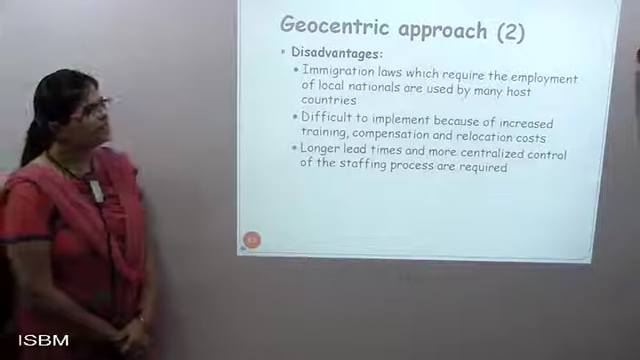 Geocentric approach (2)
Disadvantages:
Immigration laws which require the employment
of local nationals are used by many host
countries
Difficult to implement because of increased
training, compensation and relocation costs
Longer lead times and more centralized control
of the staffing process are required
ISBM